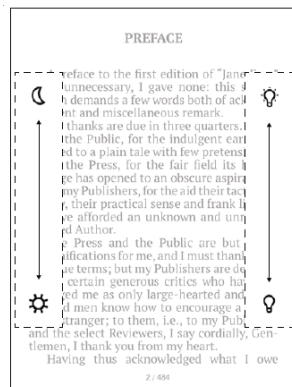 PREFACE
preface to the first edition of “Jane
unnecessary, I gave none: this s
demands a few words both of ack
nt and miscellaneous remark.
thanks are due in three quarters.
the Public, for the indulgent ear
d to a plain tale with few pretens
the Press, for the fair field its h
ge has opened to an obscure aspir
my Publishers, for the aid their tact
, their practical sense and frank l
e afforded an unknown and unr
d Author.
e Press and the Public are but
ifications for me, and I must thank
ue terms; but my Publishers are de
certain generous critics who ha
ed me as only large-hearted and
d men know how to encourage a
tranger; to them, i.e., to my Pub
and the select Reviewers, I say cordially, Gen-
tlemen, I thank you from my heart.
Having thus acknowledged what I owe
2 / 484